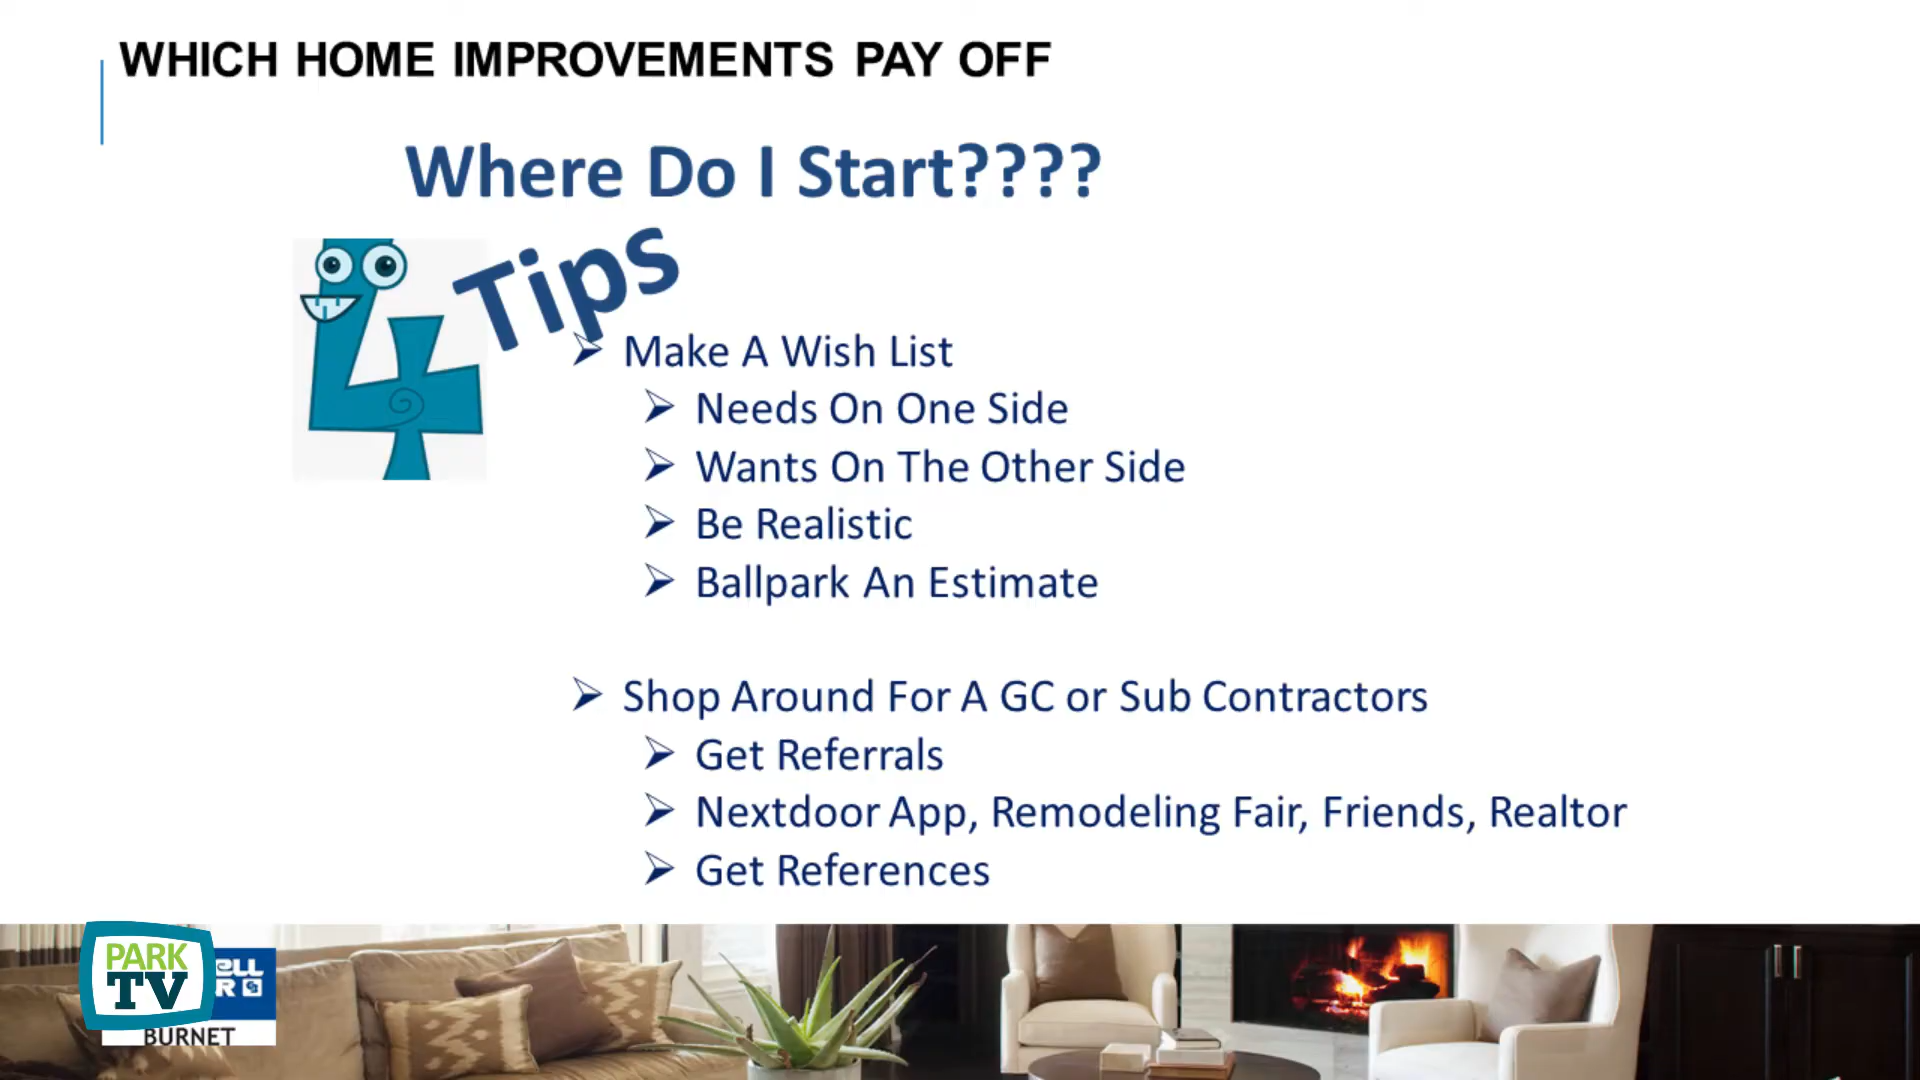 WHICH HOME IMPROVEMENTS PAY OFF
Where Do I Start????
4 Tips
Make A Wish List
Needs On One Side
Wants On The Other Side
Be Realistic
Ballpark An Estimate
Shop Around For A GC or Sub Contractors
Get Referrals
Nextdoor App, Remodeling Fair, Friends, Realtor
Get References
PARK
TV
BURNET